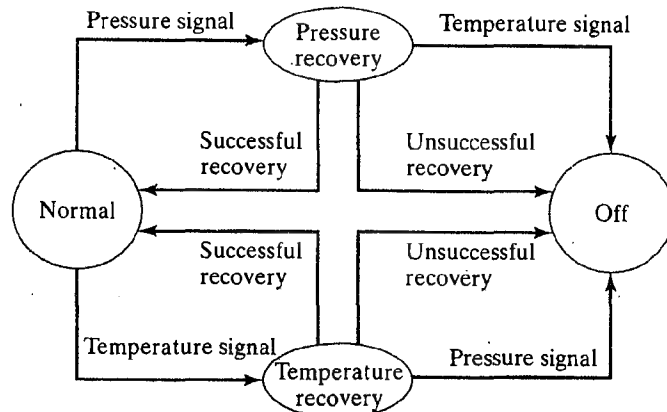 Pressure signal
Pressure
recovery
Temperature signal
Successful
recovery
Unsuccessful
recovery
Normal
Off
Successful
recovery
Unsuccessful
recovery
Temperature signal
Temperature
recovery
Pressure signal